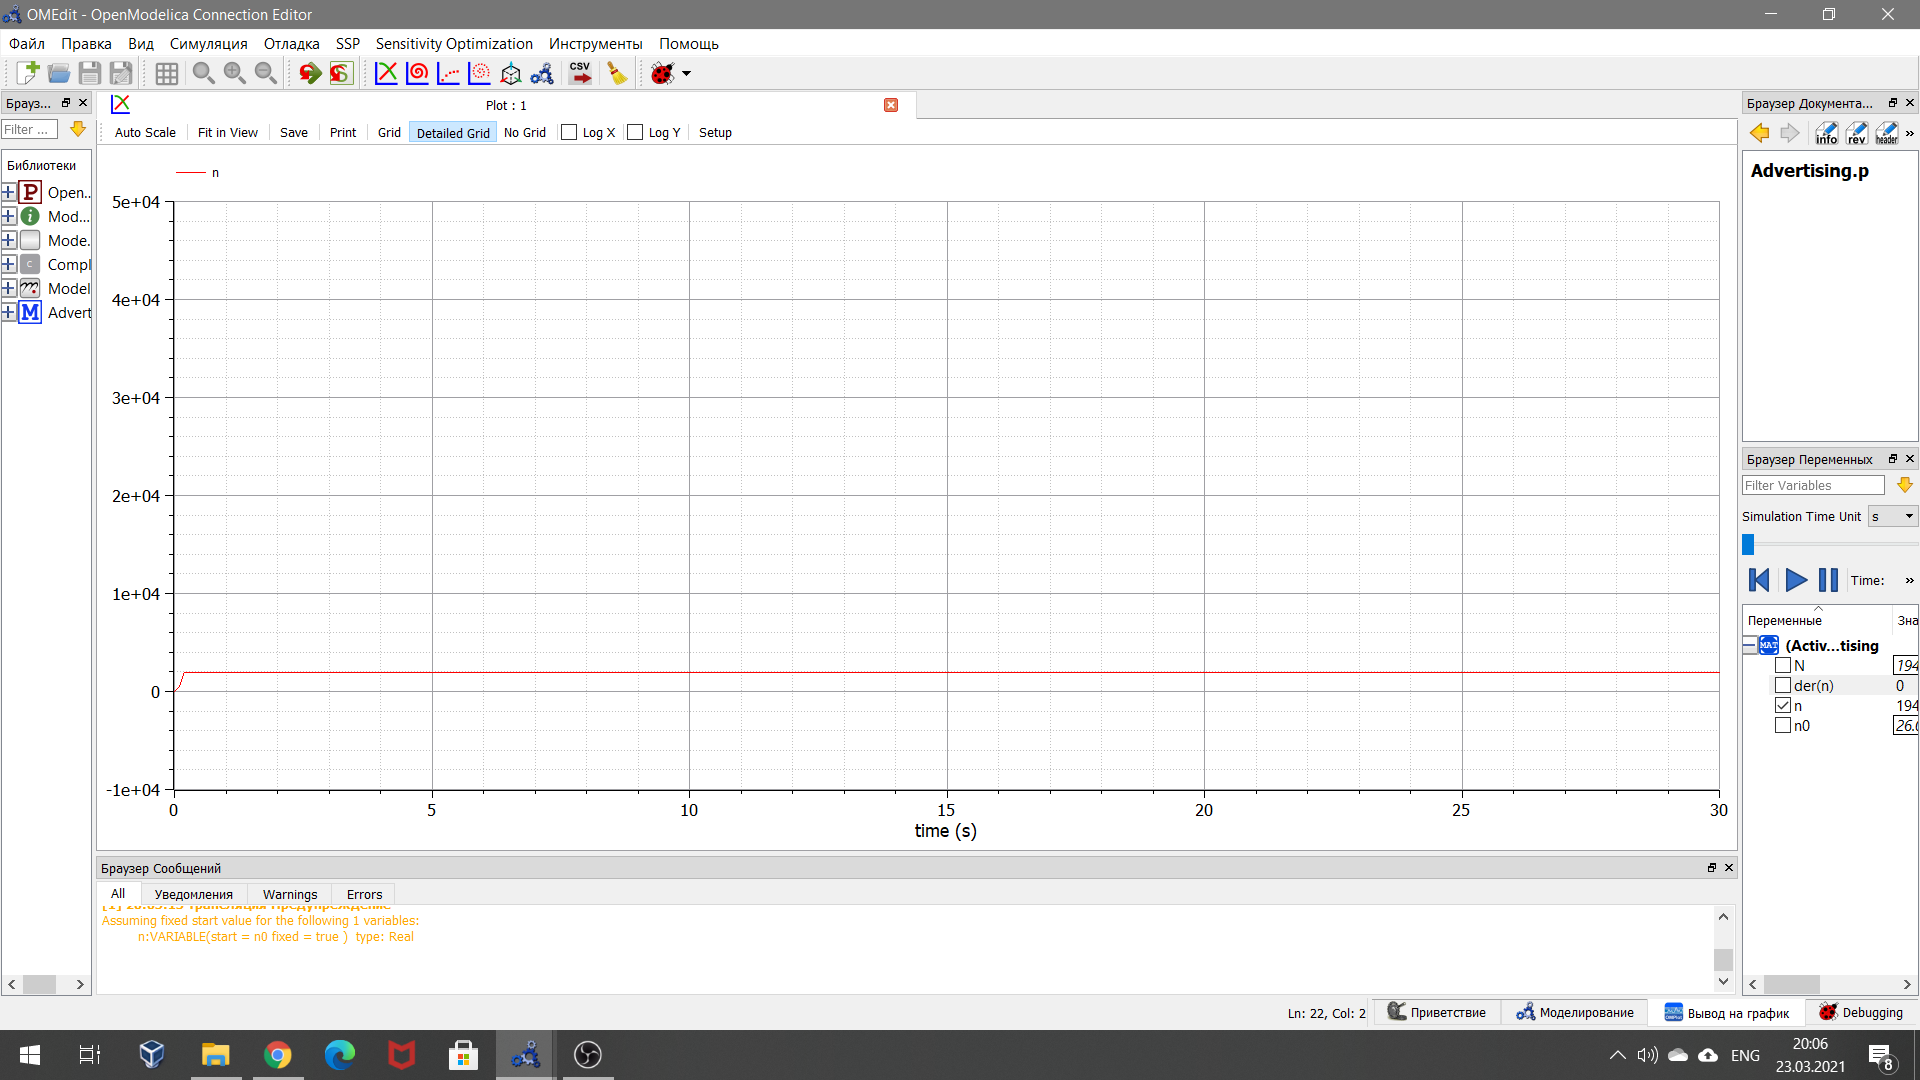 OMEdit - OpenModelica Connection Editor
Файл Правка Вид Симуляция Отладка SSP Sensitivity Optimization Инструменты Помощь
CSV
Брауз...
Filter ...
Библиотеки
P Open...
i Mod...
Mode.
C Compl
Model
M Advert
Plot : 1
Auto Scale Fit in View Save Print Grid Detailed Grid No Grid Log X Log Y Setup
n
5e+04
4e+04
3e+04
2e+04
1e+04
0
-1e+04
0 5 10 15 20 25 30
time (s)
Браузер Сообщений
All Уведомления Warnings Errors
Assuming fixed start value for the following 1 variables:
n:VARIABLE(start = n0 fixed = true ) type: Real
Браузер Документа...
info rev header »
Advertising.p
Браузер Переменных
Filter Variables
Simulation Time Unit s
Time: »
Переменные Зна
MAT (Activ...tising
N 194
der(n) 0
n 194
n0 26.0
Ln: 22, Col: 2 Приветствие Моделирование Вывод на график Debugging
ENG
20:06
23.03.2021
8